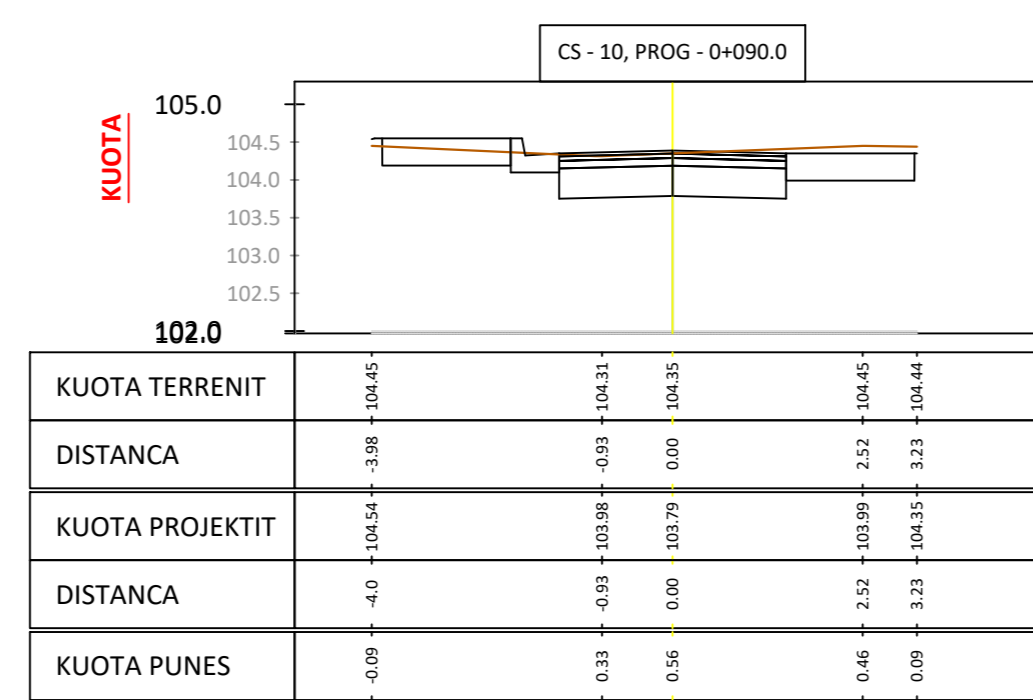 CS - 10, PROG - 0+090.0
KUOTA
105.0
104.5
104.0
103.5
103.0
102.5
102.0
KUOTA TERRENIT 104.45 104.31 104.35 104.45 104.44
DISTANCA -3.98 -0.93 0.00 2.52 3.23
KUOTA PROJEKTIT 104.54 103.98 103.79 103.99 104.35
DISTANCA -4.0 -0.93 0.00 2.52 3.23
KUOTA PUNES -0.09 0.33 0.56 0.46 0.09